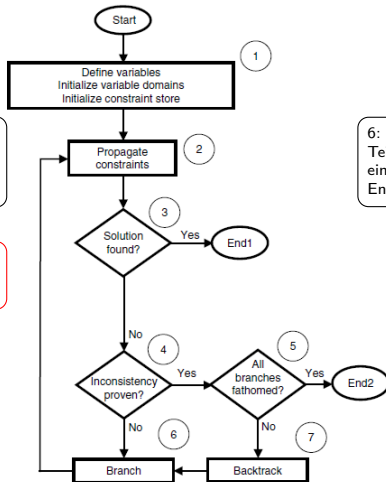 Start
1
Define variables
Initialize variable domains
Initialize constraint store
Propagate
constraints
2
6:
Te
ein
En
3
Solution
found?
Yes
End1
No
4
Inconsistency
proven?
Yes
5
All
branches
fathomed?
Yes
End2
No
6
No
7
Branch
Backtrack